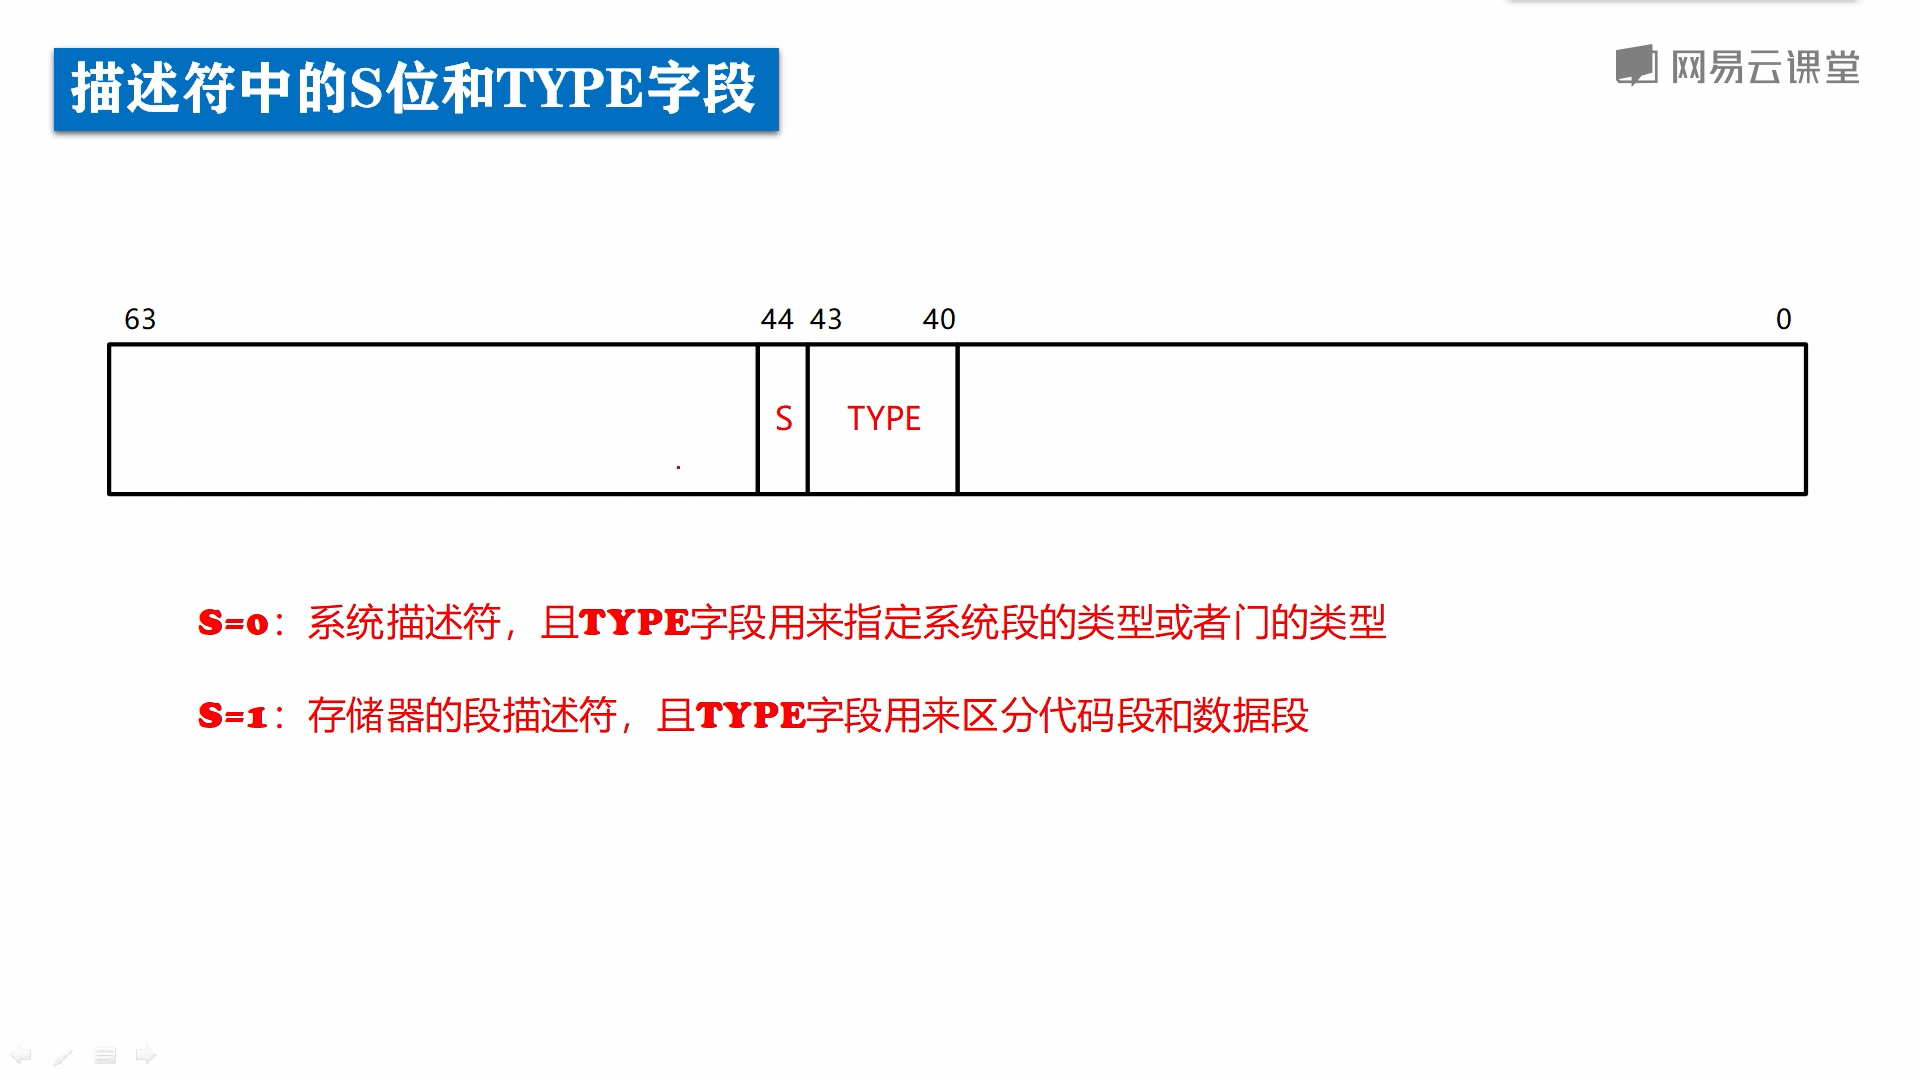 描述符中的S位和TYPE字段
网易云课堂
63 44 43 40 0
S TYPE
S=0：系统描述符，且TYPE字段用来指定系统段的类型或者门的类型
S=1：存储器的段描述符，且TYPE字段用来区分代码段和数据段